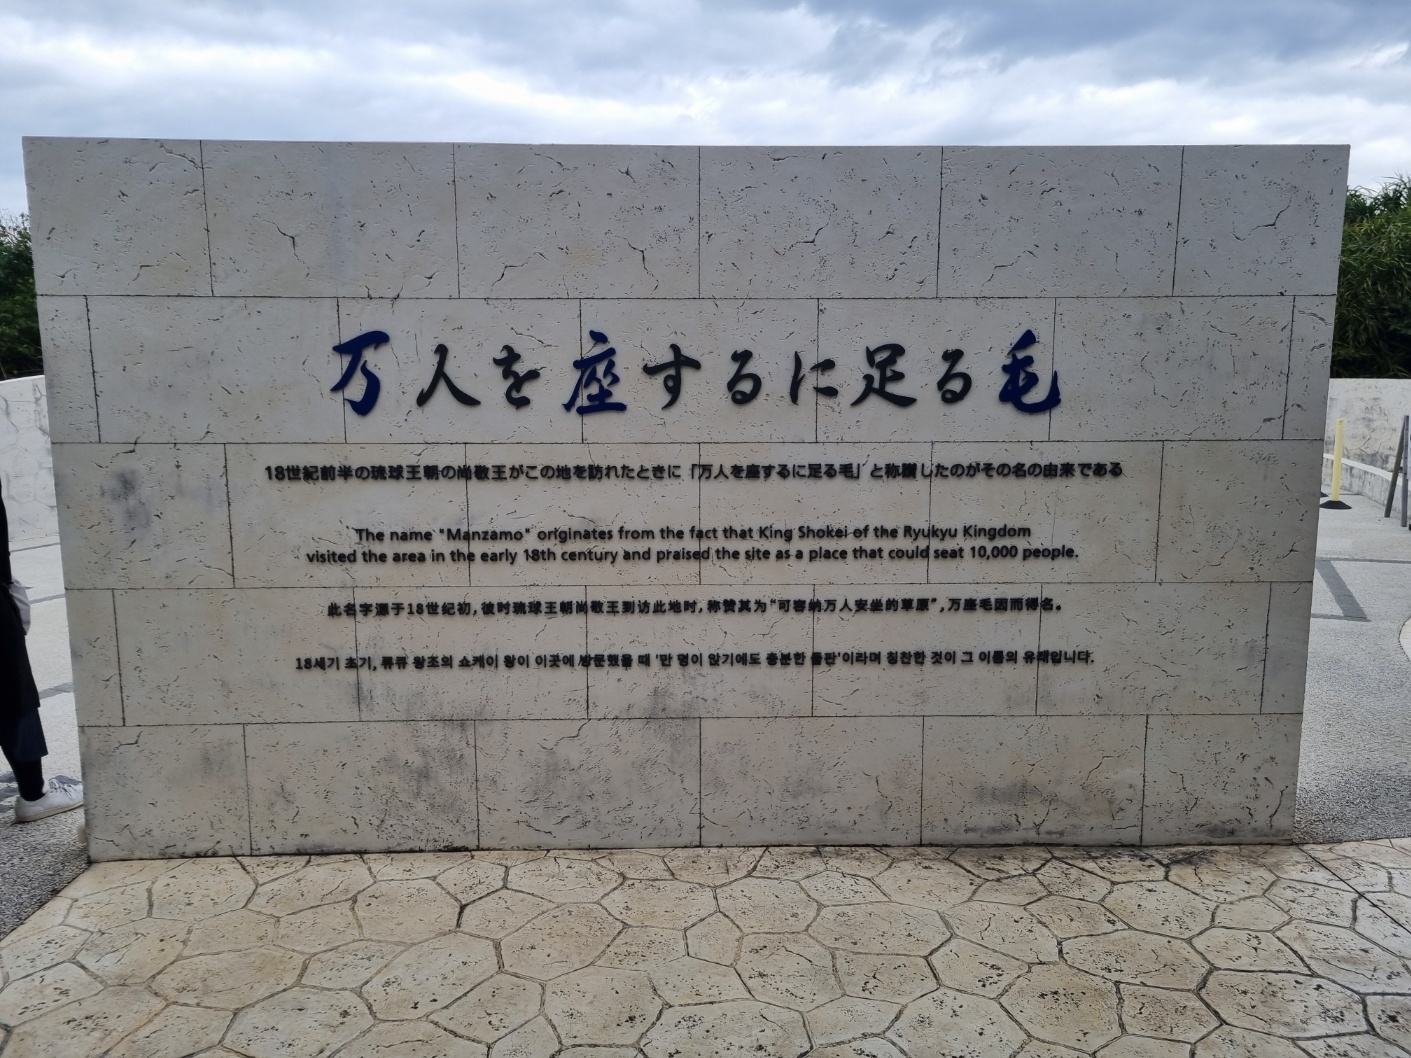 万人を座するに足る毛
18世紀前半の琉球王朝の尚敬王がこの地を訪れたときに「万人を座するに足る毛」と称讃したのがその名の由来である
The name "Manzamo" originates from the fact that King Shokei of the Ryukyu Kingdom
visited the area in the early 18th century and praised the site as a place that could seat 10,000 people.
此名字源于18世纪初，彼时琉球王朝尚敬王到访此地时，称赞其为“可容纳万人安坐的草原”，万座毛因而得名。
18세기 초기, 류큐 왕조의 쇼케이 왕이 이곳에 방문했을 때 '만 명이 앉기에도 충분한 들판'이라며 칭찬한 것이 그 이름의 유래입니다.